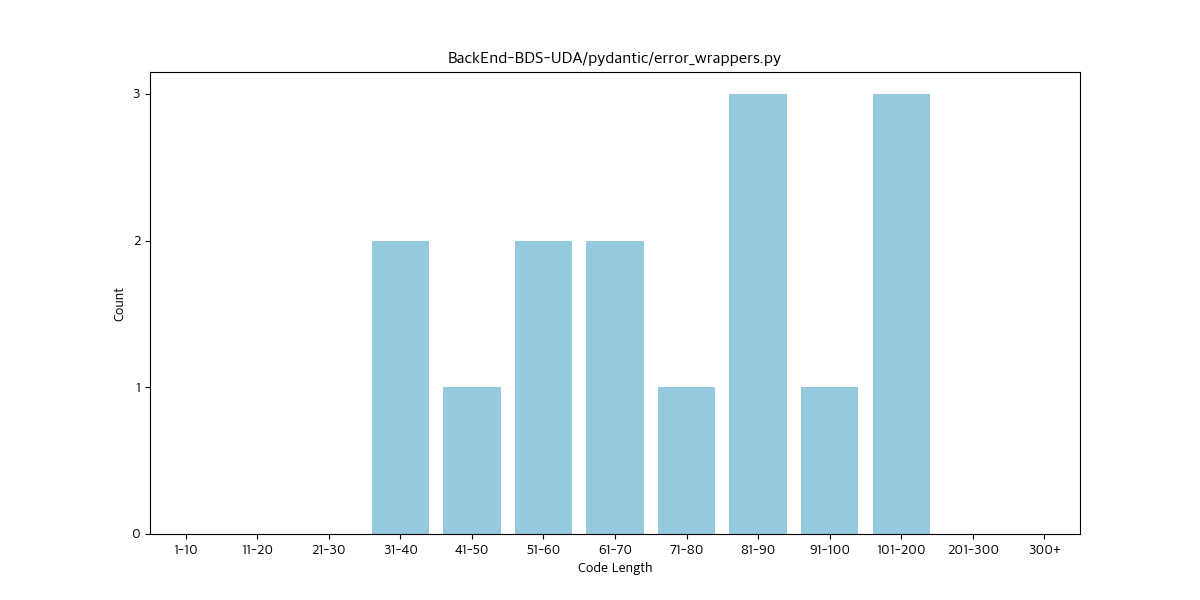 BackEnd-BDS-UDA/pydantic/error_wrappers.py
3
2
1
0
Count
1-10 11-20 21-30 31-40 41-50 51-60 61-70 71-80 81-90 91-100 101-200 201-300 300+
Code Length